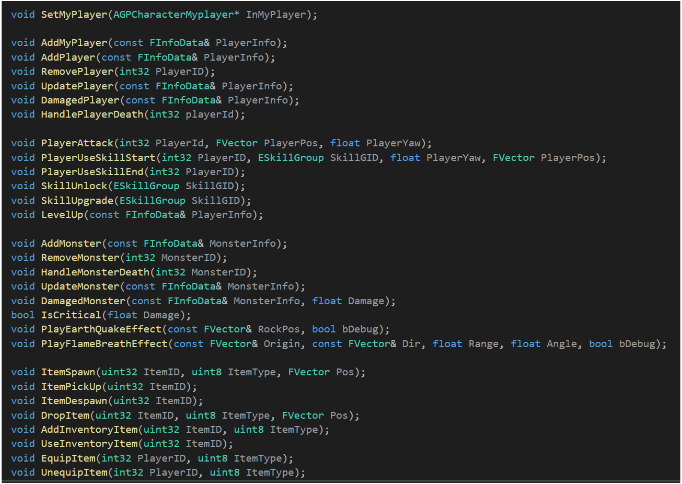 void SetMyPlayer(AGPCharacterMyplayer* InMyPlayer);
void AddMyPlayer(const FInfoData& PlayerInfo);
void AddPlayer(const FInfoData& PlayerInfo);
void RemovePlayer(int32 PlayerID);
void UpdatePlayer(const FInfoData& PlayerInfo);
void DamagedPlayer(const FInfoData& PlayerInfo);
void HandlePlayerDeath(int32 playerId);
void PlayerAttack(int32 PlayerId, FVector PlayerPos, float PlayerYaw);
void PlayerUseSkillStart(int32 PlayerID, ESkillGroup SkillGID, float PlayerYaw, FVector PlayerPos);
void PlayerUseSkillEnd(int32 PlayerID);
void SkillUnlock(ESkillGroup SkillGID);
void SkillUpgrade(ESkillGroup SkillGID);
void LevelUp(const FInfoData& PlayerInfo);
void AddMonster(const FInfoData& MonsterInfo);
void RemoveMonster(int32 MonsterID);
void HandleMonsterDeath(int32 MonsterID);
void UpdateMonster(const FInfoData& MonsterInfo);
void DamagedMonster(const FInfoData& MonsterInfo, float Damage);
bool IsCritical(float Damage);
void PlayEarthQuakeEffect(const FVector& RockPos, bool bDebug);
void PlayFlameBreathEffect(const FVector& Origin, const FVector& Dir, float Range, float Angle, bool bDebug);
void ItemSpawn(uint32 ItemID, uint8 ItemType, FVector Pos);
void ItemPickUp(uint32 ItemID);
void ItemDespawn(uint32 ItemID);
void DropItem(uint32 ItemID, uint8 ItemType, FVector Pos);
void AddInventoryItem(uint32 ItemID, uint8 ItemType);
void UseInventoryItem(uint32 ItemID);
void EquipItem(int32 PlayerID, uint8 ItemType);
void UnequipItem(int32 PlayerID, uint8 ItemType);